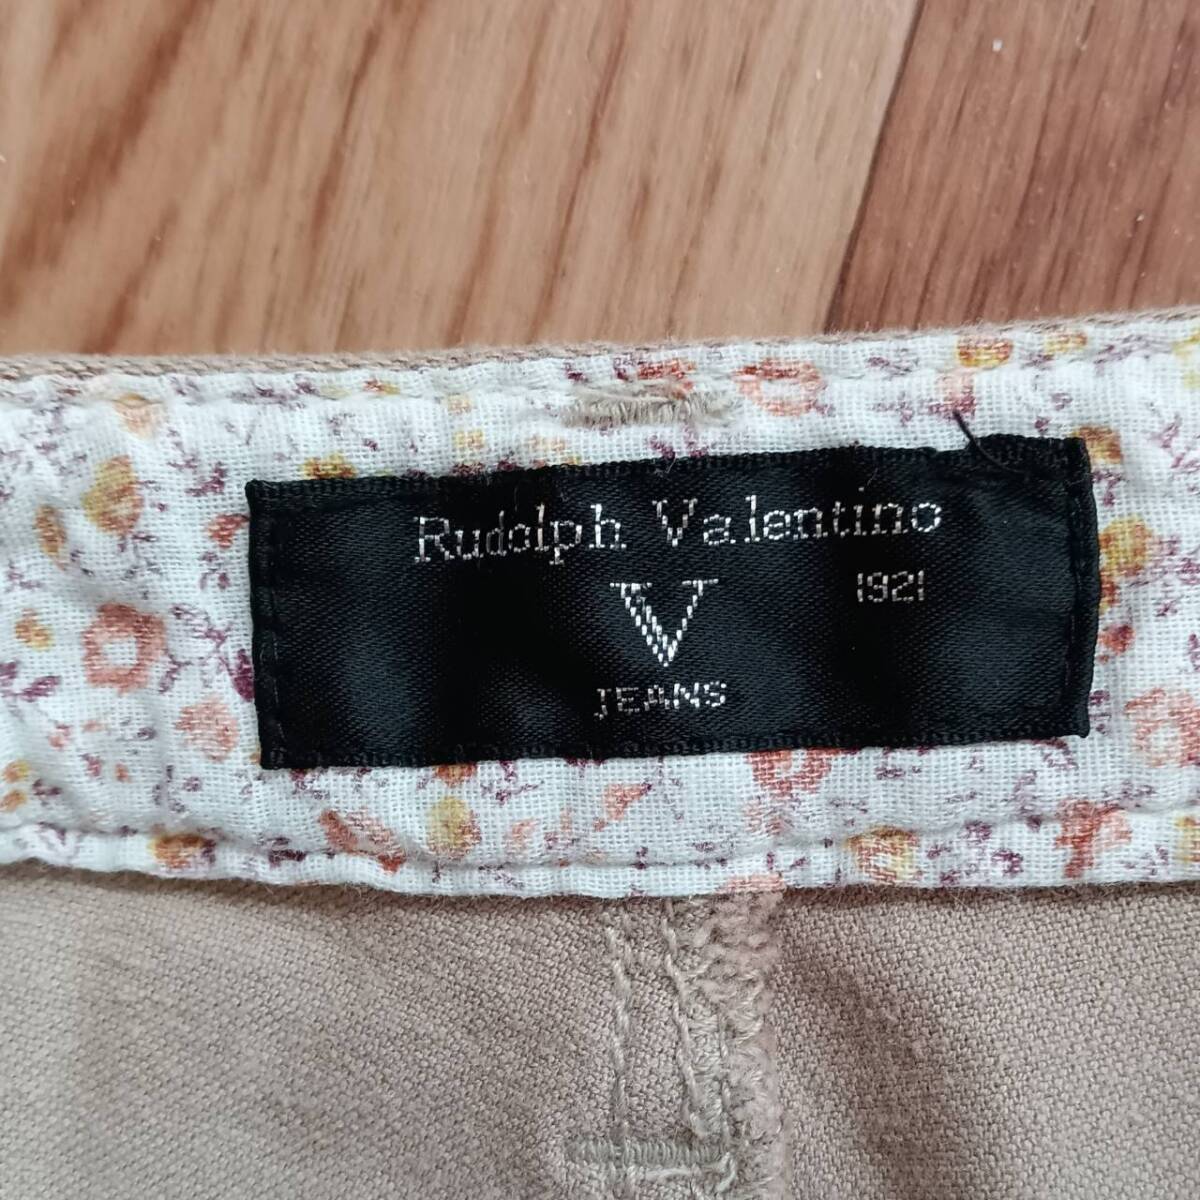 Rudolph Valentino
V
1921
JEANS